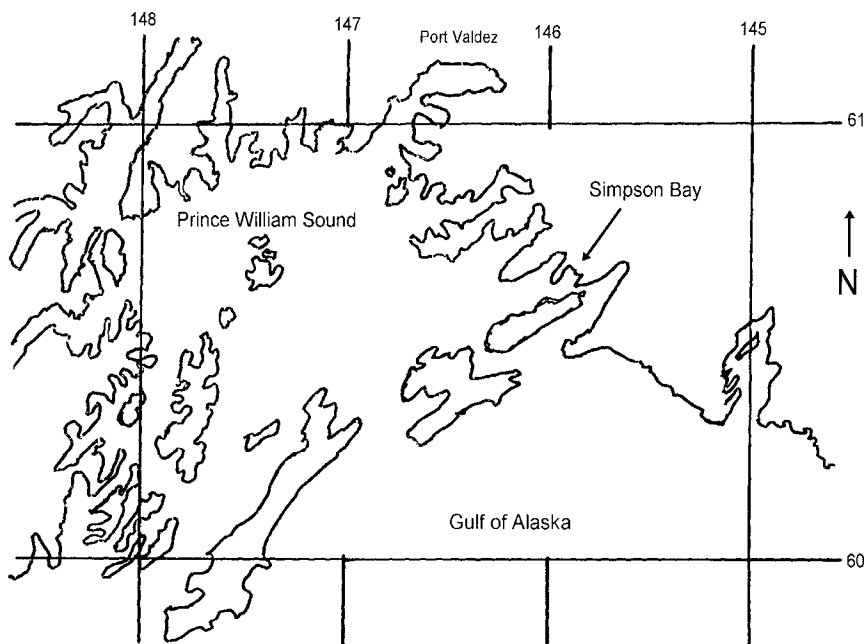 148
147
Port Valdez
146
145
61
Simpson Bay
Prince William Sound
N
Gulf of Alaska
60